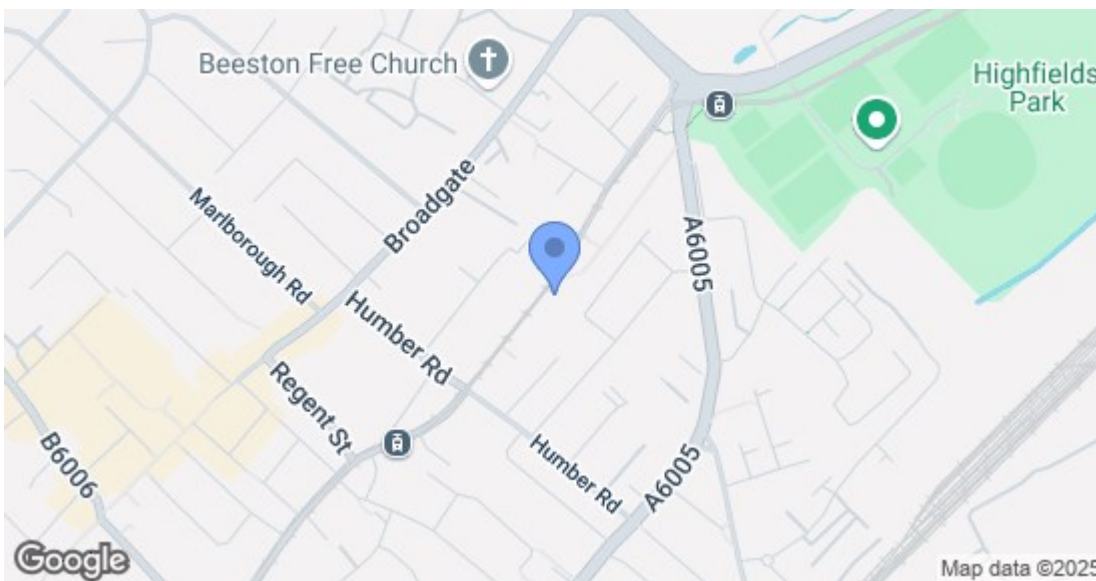 Beeston Free Church
Highfields
Park
Broadgate
Marlborough Rd
A6005
Humber Rd
Regent St
Humber Rd
A6005
B6006
Google
Map data ©2025